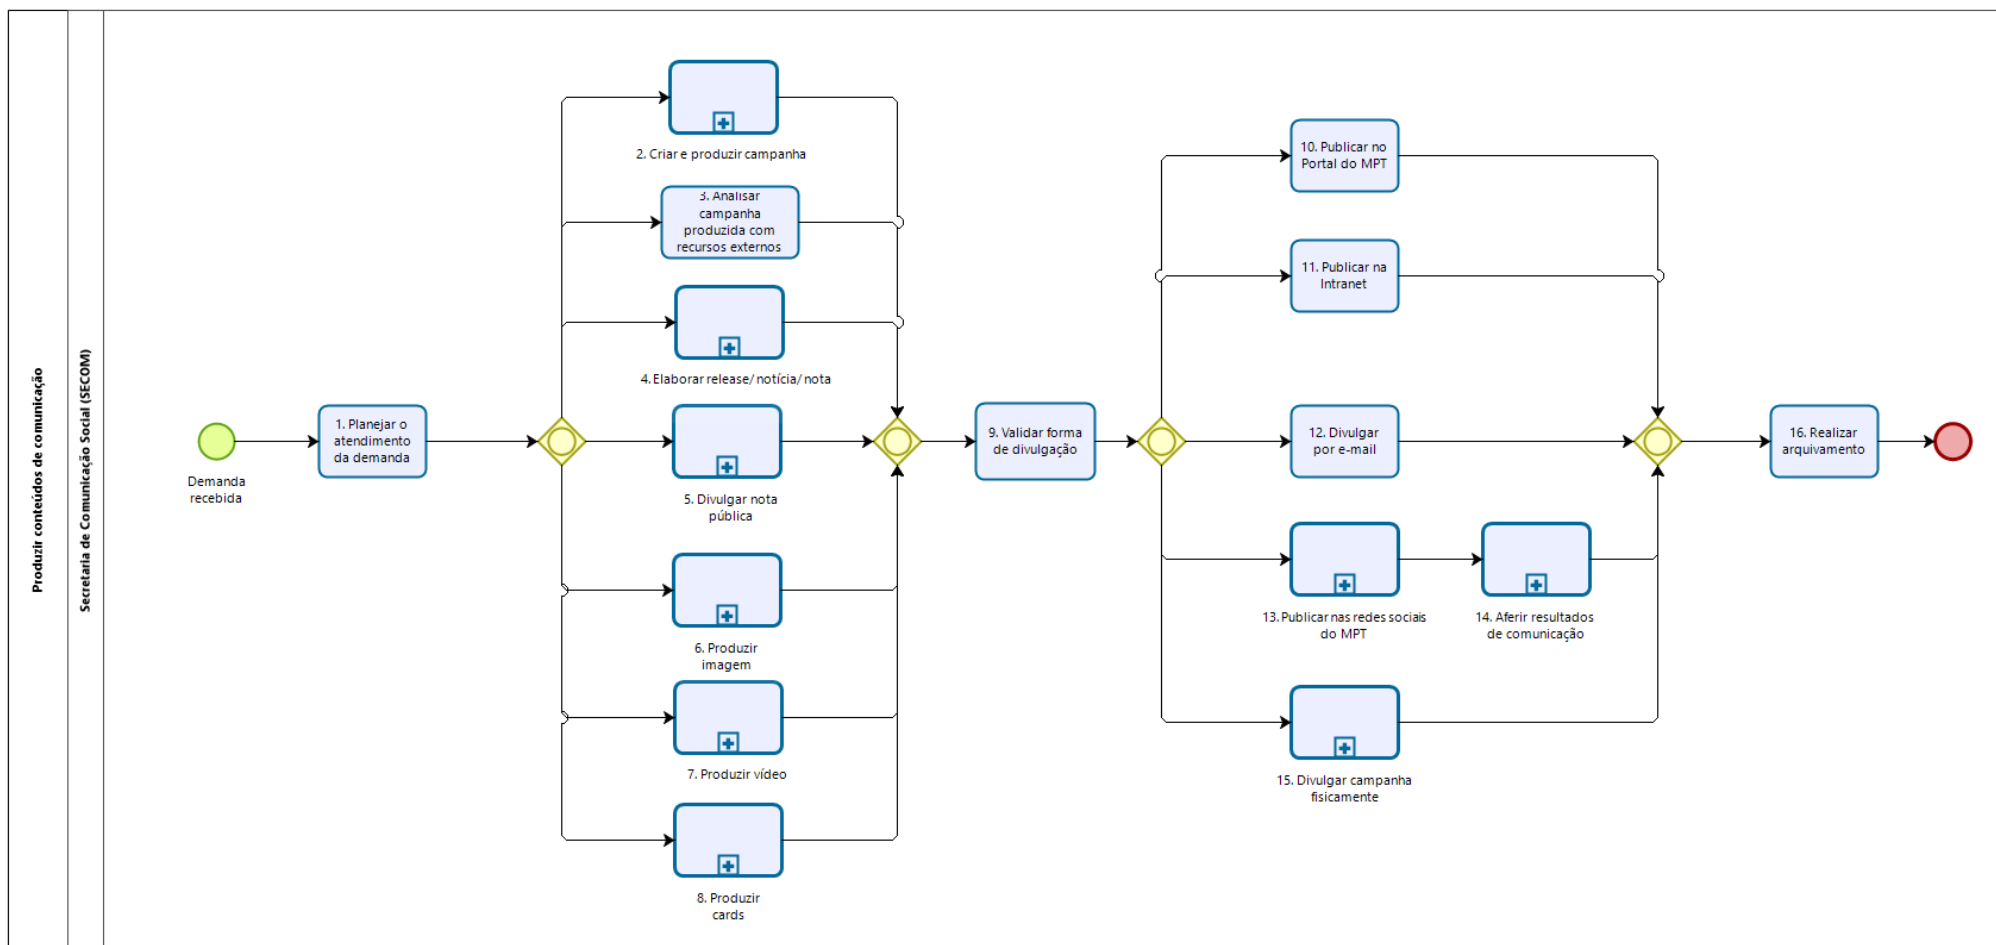 Produzir conteúdos de comunicação
Secretaria de Comunicação Social (SECOM)
Demanda
recebida
1. Planejar o
atendimento
da demanda
2. Criar e produzir campanha
3. Analisar
campanha
produzida com
recursos externos
4. Elaborar release/ notícia/ nota
5. Divulgar nota
pública
6. Produzir
imagem
7. Produzir vídeo
8. Produzir
cards
9. Validar forma
de divulgação
10. Publicar no
Portal do MPT
11. Publicar na
Intranet
12. Divulgar
por e-mail
13. Publicar nas redes sociais
do MPT
14. Aferir resultados
de comunicação
15. Divulgar campanha
fisicamente
16. Realizar
arquivamento